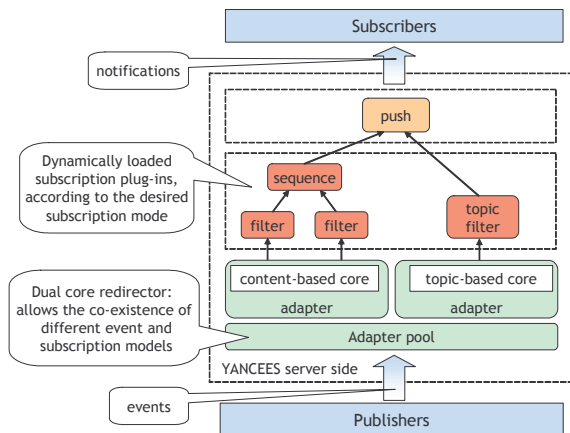 Subscribers
notifications
push
Dynamically loaded
subscription plug-ins,
according to the desired
subscription mode
sequence
filter
filter
topic
filter
content-based core
adapter
topic-based core
adapter
Dual core redirector:
allows the co-existence of
different event and
subscription models
Adapter pool
YANCEES server side
events
Publishers